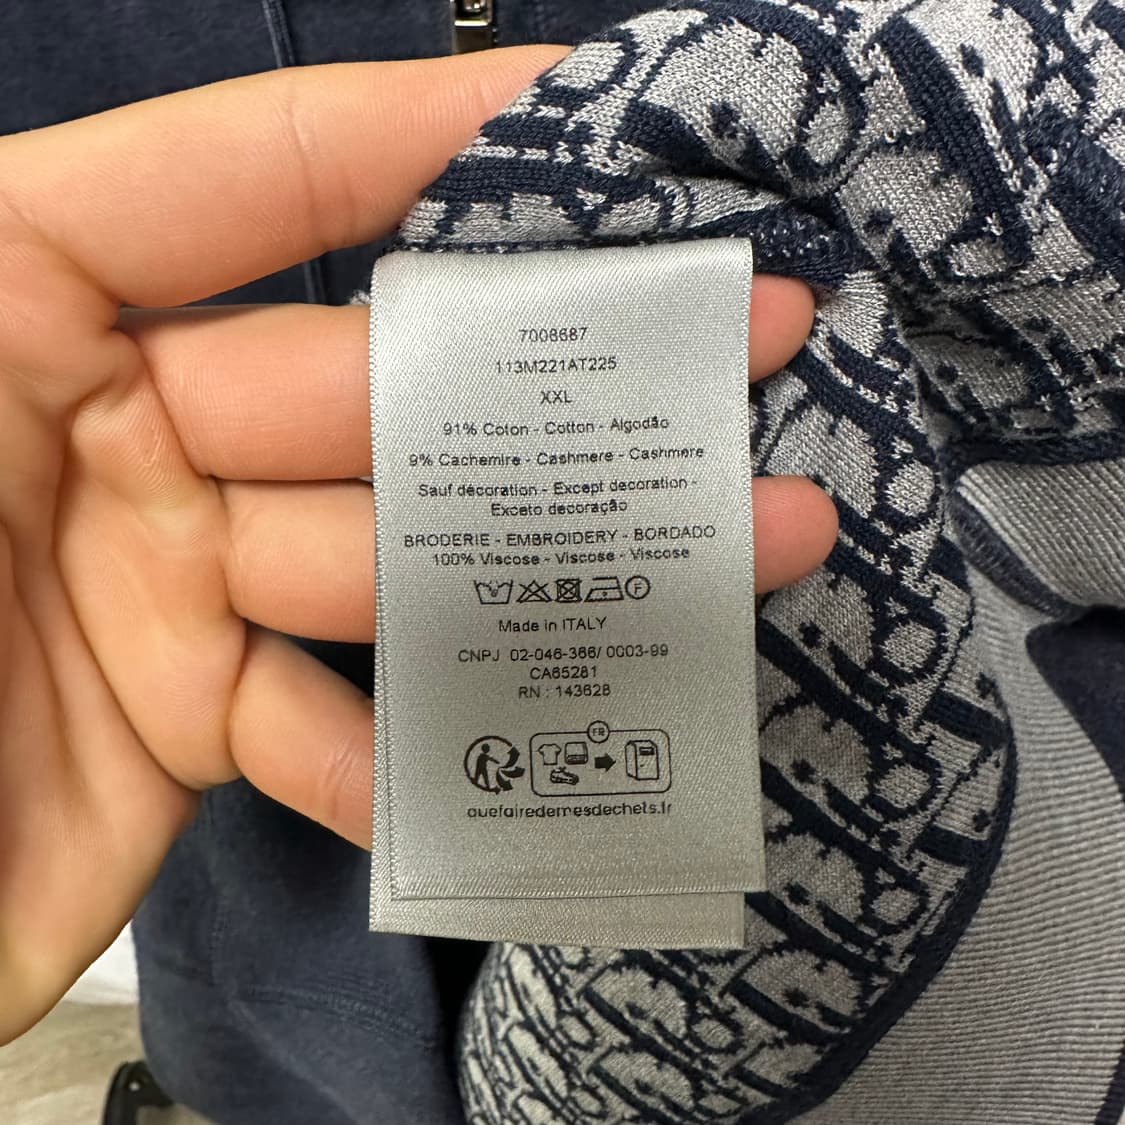 7008687
113M221AT225
XXL
91% Coton - Cotton - Algodão
9% Cachemire - Cashmere - Cashmere
Sauf décoration - Except decoration -
Exceto decoração
BRODERIE - EMBROIDERY - BORDADO
100% Viscose - Viscose - Viscose
F
Made in ITALY
CNPJ 02-046-366/ 0003-99
CA65281
RN : 143628
FR
quefairedemesdechets.fr